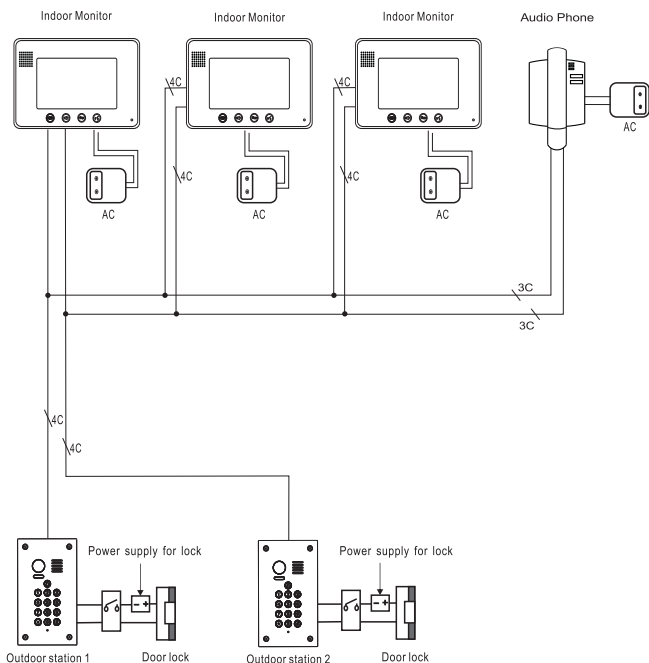 Indoor Monitor
Indoor Monitor
Indoor Monitor
Audio Phone
4C
4C
AC
4C
4C
AC
AC
AC
3C
3C
4C
4C
Power supply for lock
Power supply for lock
- +
- +
Outdoor station 1
Door lock
Outdoor station 2
Door lock